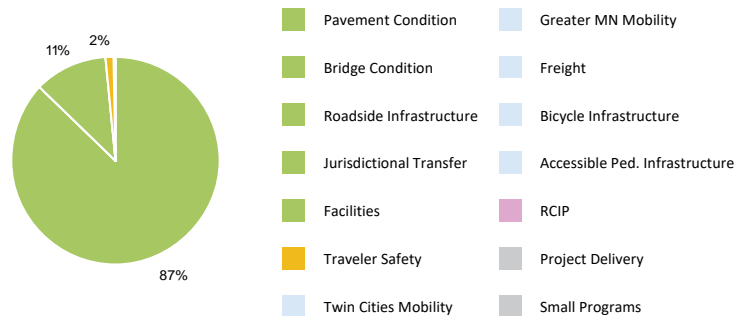 2%
11%
87%
Pavement Condition
Bridge Condition
Roadside Infrastructure
Jurisdictional Transfer
Facilities
Traveler Safety
Twin Cities Mobility
Greater MN Mobility
Freight
Bicycle Infrastructure
Accessible Ped. Infrastructure
RCIP
Project Delivery
Small Programs